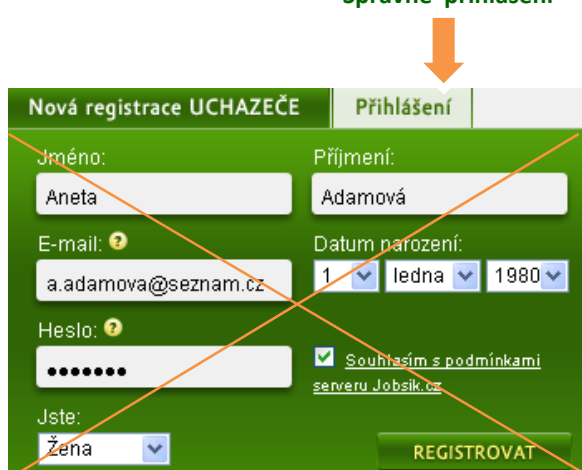 Správné přihlášení
Nová registrace UCHAZEČE
Přihlášení
Jméno:
Příjmení:
Aneta
Adamová
E-mail: ?
Datum narození:
a.adamova@seznam.cz
1 ledna 1980
Heslo: ?
•••••••
Souhlasím s podmínkami
serveru Jobsik.cz
Jste:
Žena
REGISTROVAT